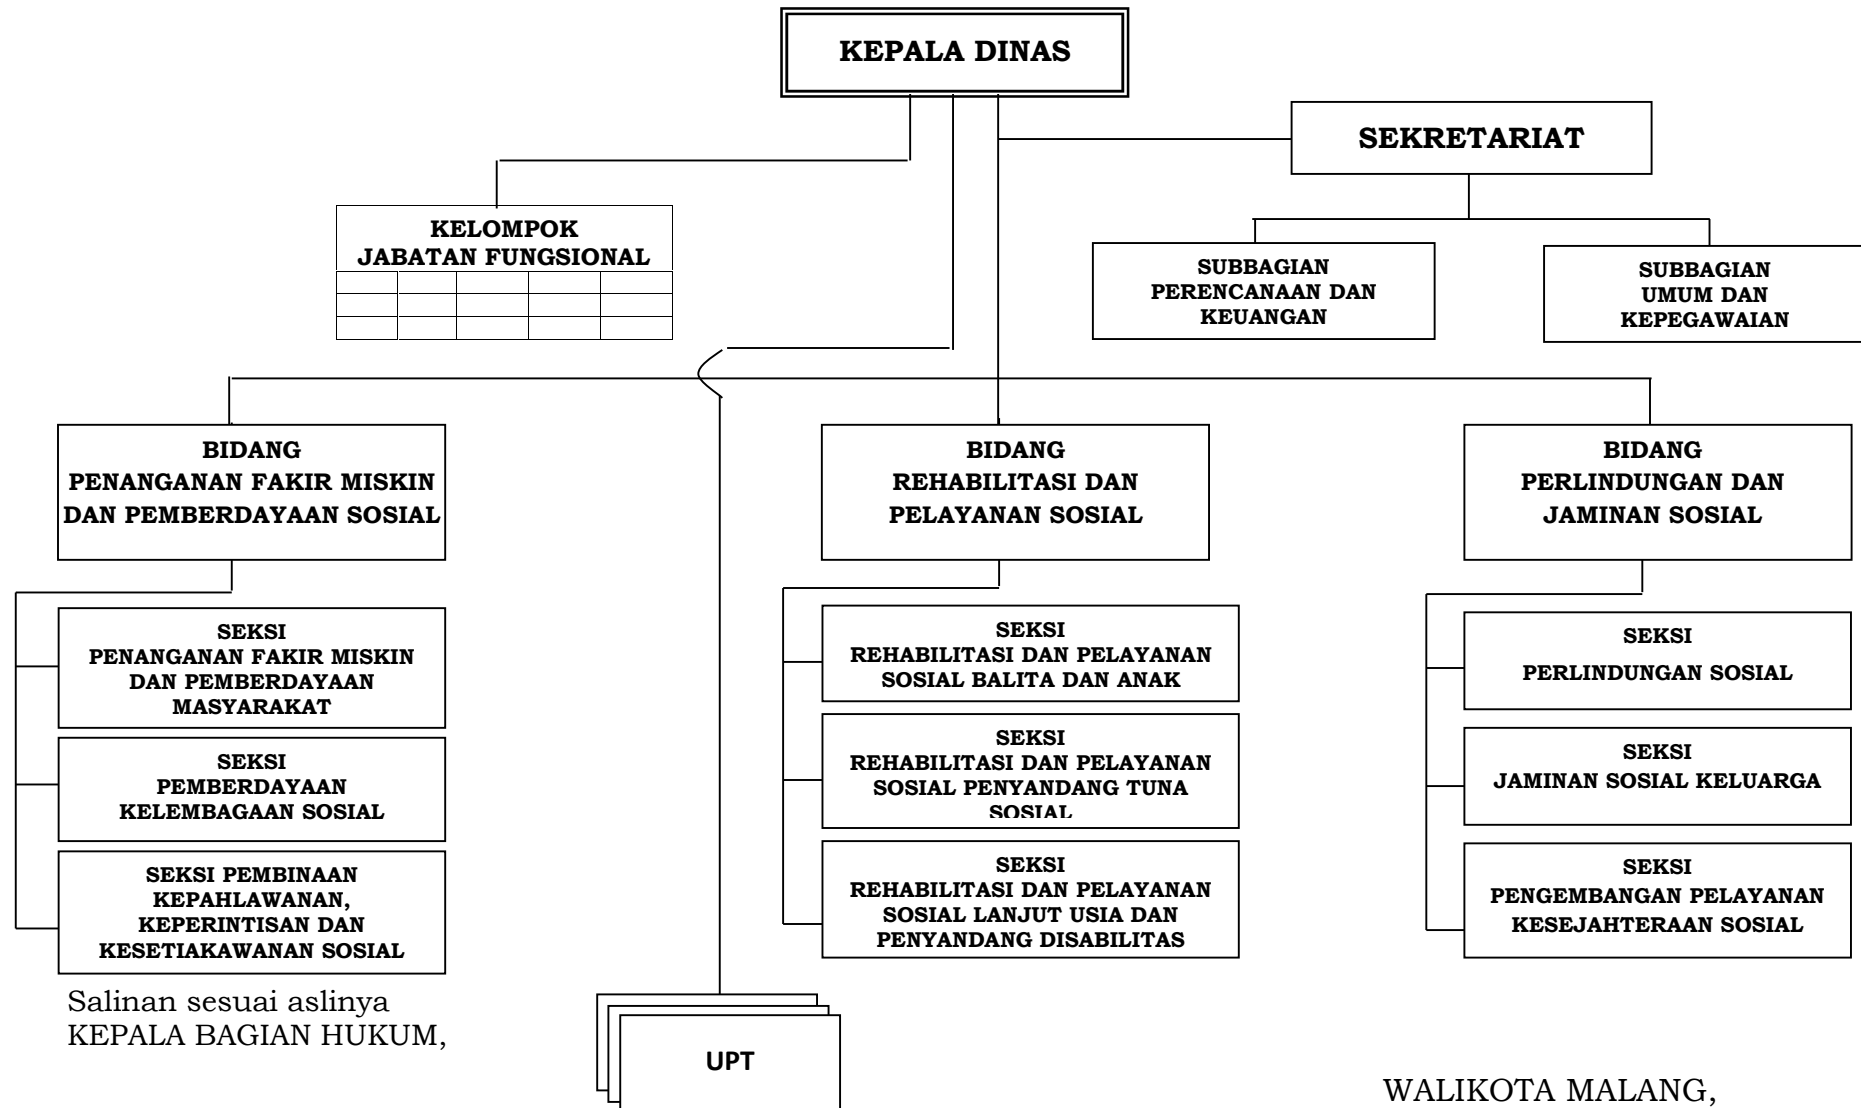 KEPALA DINAS
SEKRETARIAT
KELOMPOK
JABATAN FUNGSIONAL
SUBBAGIAN
PERENCANAAN DAN
KEUANGAN
SUBBAGIAN
UMUM DAN
KEPEGAWAIAN
BIDANG
PENANGANAN FAKIR MISKIN
DAN PEMBERDAYAAN SOSIAL
BIDANG
REHABILITASI DAN
PELAYANAN SOSIAL
BIDANG
PERLINDUNGAN DAN
JAMINAN SOSIAL
SEKSI
PENANGANAN FAKIR MISKIN
DAN PEMBERDAYAAN
MASYARAKAT
SEKSI
PEMBERDAYAAN
KELEMBAGAAN SOSIAL
SEKSI PEMBINAAN
KEPAHLAWANAN,
KEPERINTISAN DAN
KESETIAKAWANAN SOSIAL
SEKSI
REHABILITASI DAN PELAYANAN
SOSIAL BALITA DAN ANAK
SEKSI
REHABILITASI DAN PELAYANAN
SOSIAL PENYANDANG TUNA
SOSIAL
SEKSI
REHABILITASI DAN PELAYANAN
SOSIAL LANJUT USIA DAN
PENYANDANG DISABILITAS
SEKSI
PERLINDUNGAN SOSIAL
SEKSI
JAMINAN SOSIAL KELUARGA
SEKSI
PENGEMBANGAN PELAYANAN
KESEJAHTERAAN SOSIAL
Salinan sesuai aslinya
KEPALA BAGIAN HUKUM,
UPT
WALIKOTA MALANG,